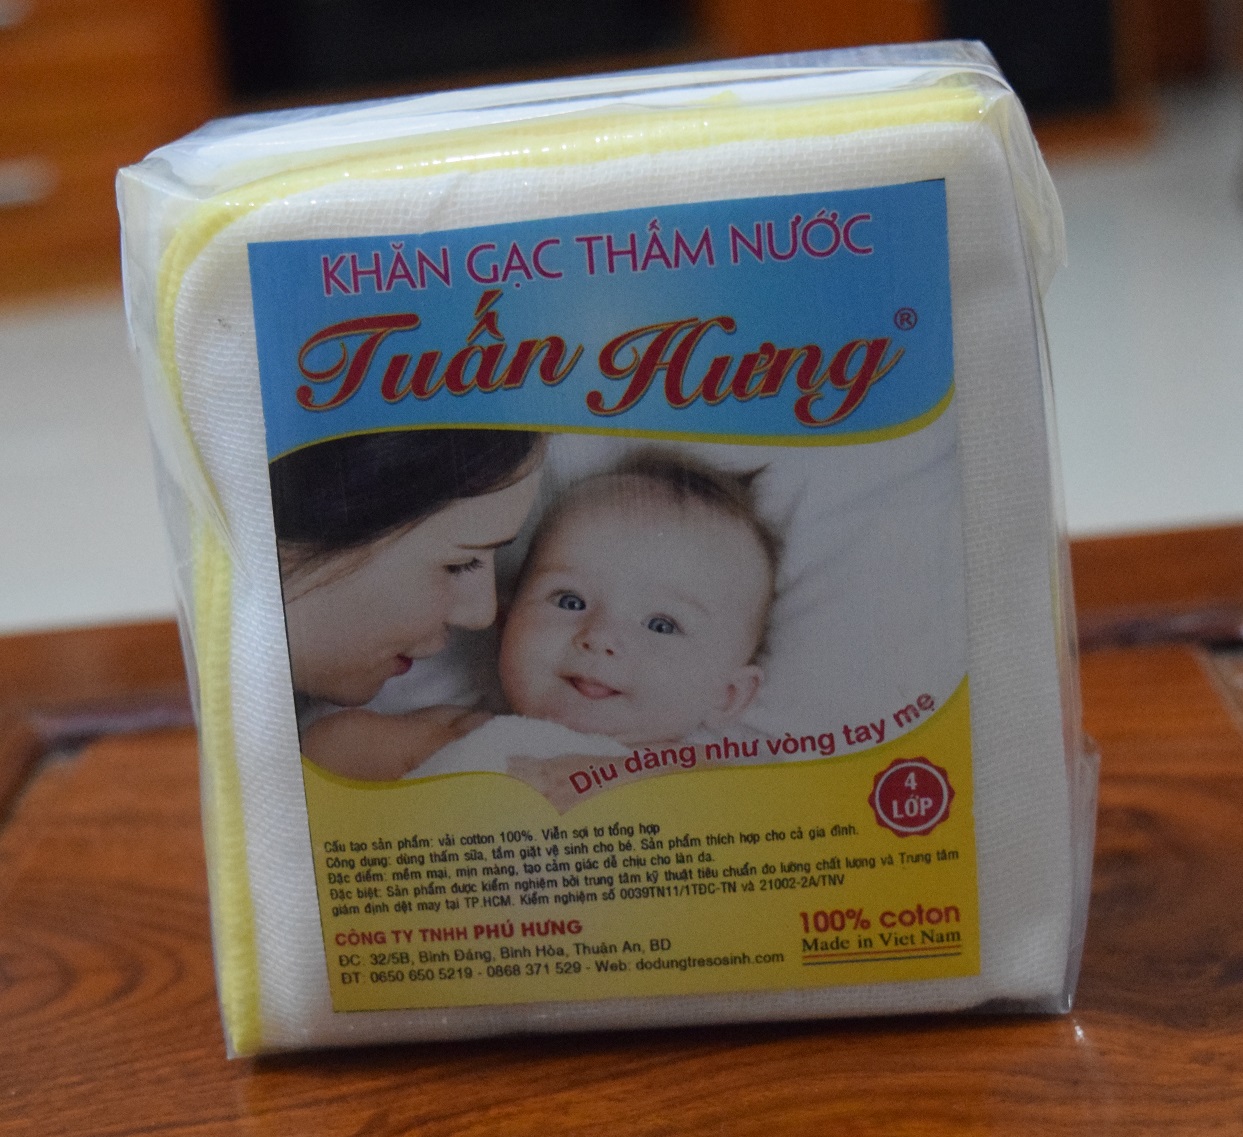 KHĂN GẠC THẤM NƯỚC
Tuấn Hưng ®
Dịu dàng như vòng tay mẹ
4
LỚP
Cấu tạo sản phẩm: vải cotton 100%. Viền sợi tơ tổng hợp
Công dụng: dùng thấm sữa, tắm giặt vệ sinh cho bé. Sản phẩm thích hợp cho cả gia đình.
Đặc điểm: mềm mại, mịn màng, tạo cảm giác dễ chịu cho làn da.
Đặc biệt: Sản phẩm được kiểm nghiệm bởi trung tâm kỹ thuật tiêu chuẩn đo lường chất lượng và Trung tâm
giám định dệt may tại TP.HCM. Kiểm nghiệm số 0039TN11/1TĐC-TN và 21002-2A/TNV
CÔNG TY TNHH PHÚ HƯNG
ĐC: 32/5B, Bình Đáng, Bình Hòa, Thuận An, BD
ĐT: 0650 650 5219 - 0868 371 529 - Web: dodungtresosinh.com
100% coton
Made in Viet Nam